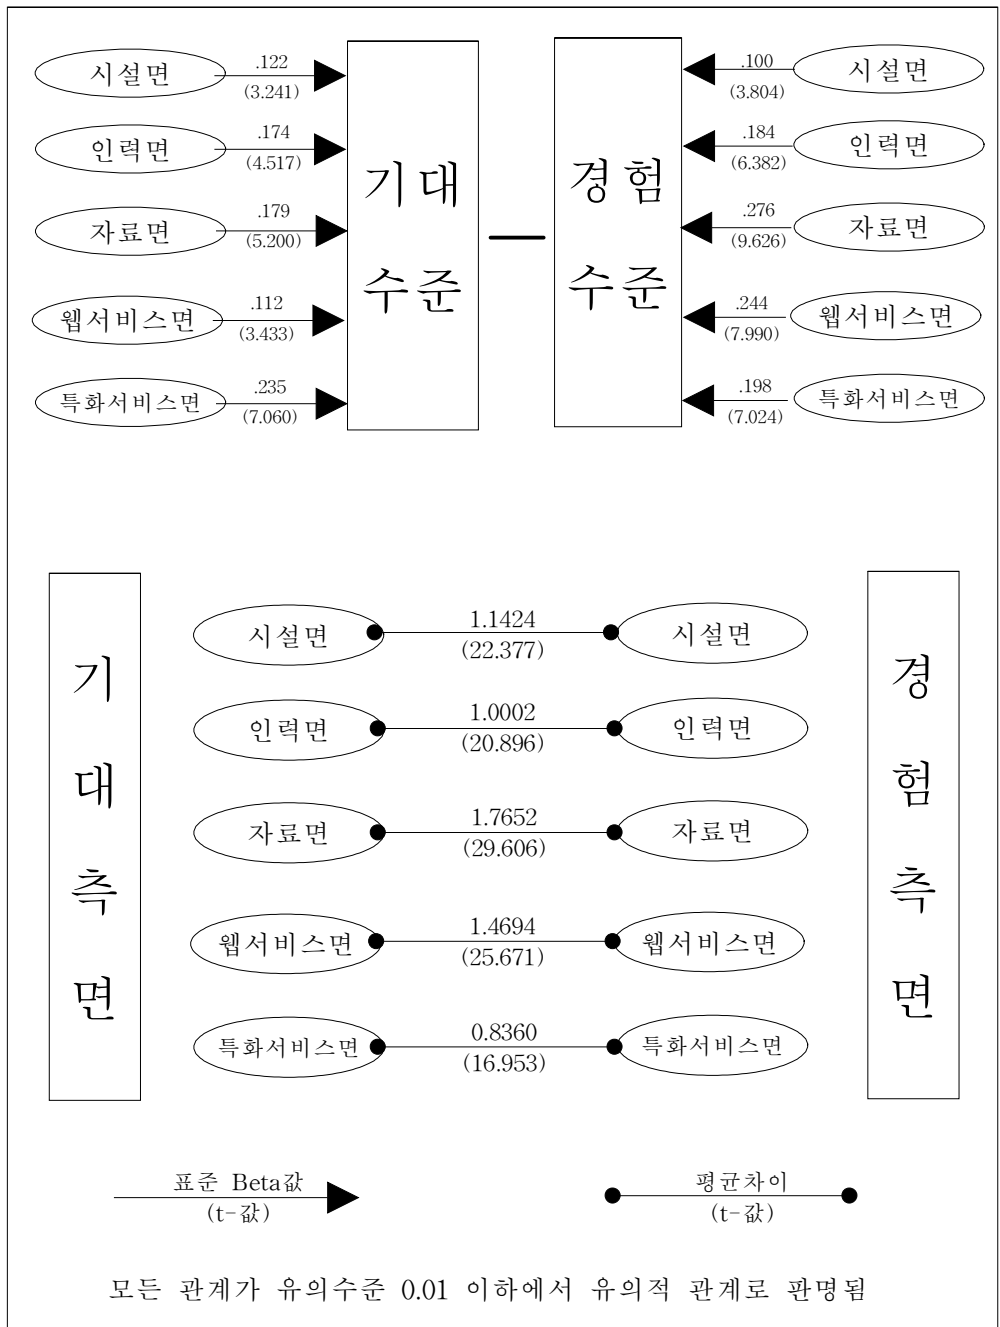 시설면 .122 .100 시설면
(3.241) (3.804)
인력면 .174 .184 인력면
(4.517) (6.382)
기대 경험
자료면 .179 .276 자료면
(5.200) (9.626)
수준 수준
웹서비스면 .112 .244 웹서비스면
(3.433) (7.990)
특화서비스면 .235 .198 특화서비스면
(7.060) (7.024)
기대측면
경험측면
시설면 1.1424 시설면
(22.377)
인력면 1.0002 인력면
(20.896)
자료면 1.7652 자료면
(29.606)
웹서비스면 1.4694 웹서비스면
(25.671)
특화서비스면 0.8360 특화서비스면
(16.953)
표준 Beta값 평균차이
(t-값) (t-값)
모든 관계가 유의수준 0.01 이하에서 유의적 관계로 판명됨